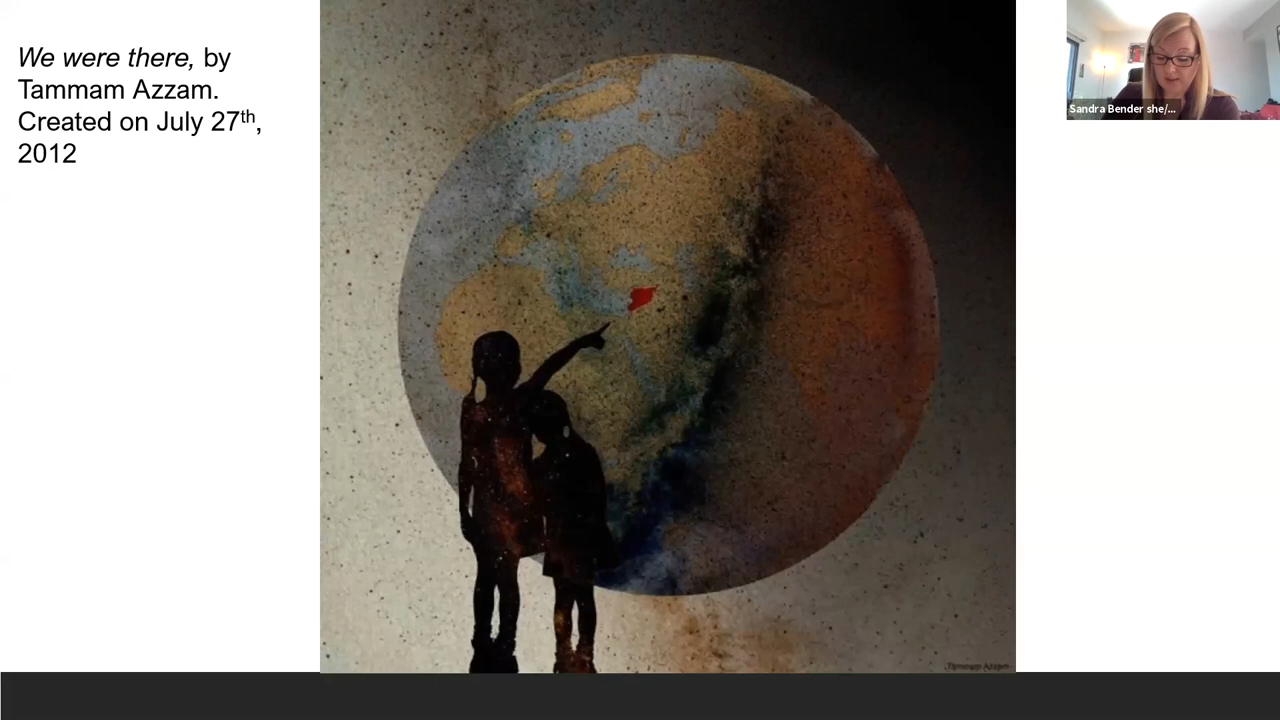 We were there, by
Tammam Azzam.
Created on July 27th,
2012
Sandra Bender she/...
Tammam Azzam